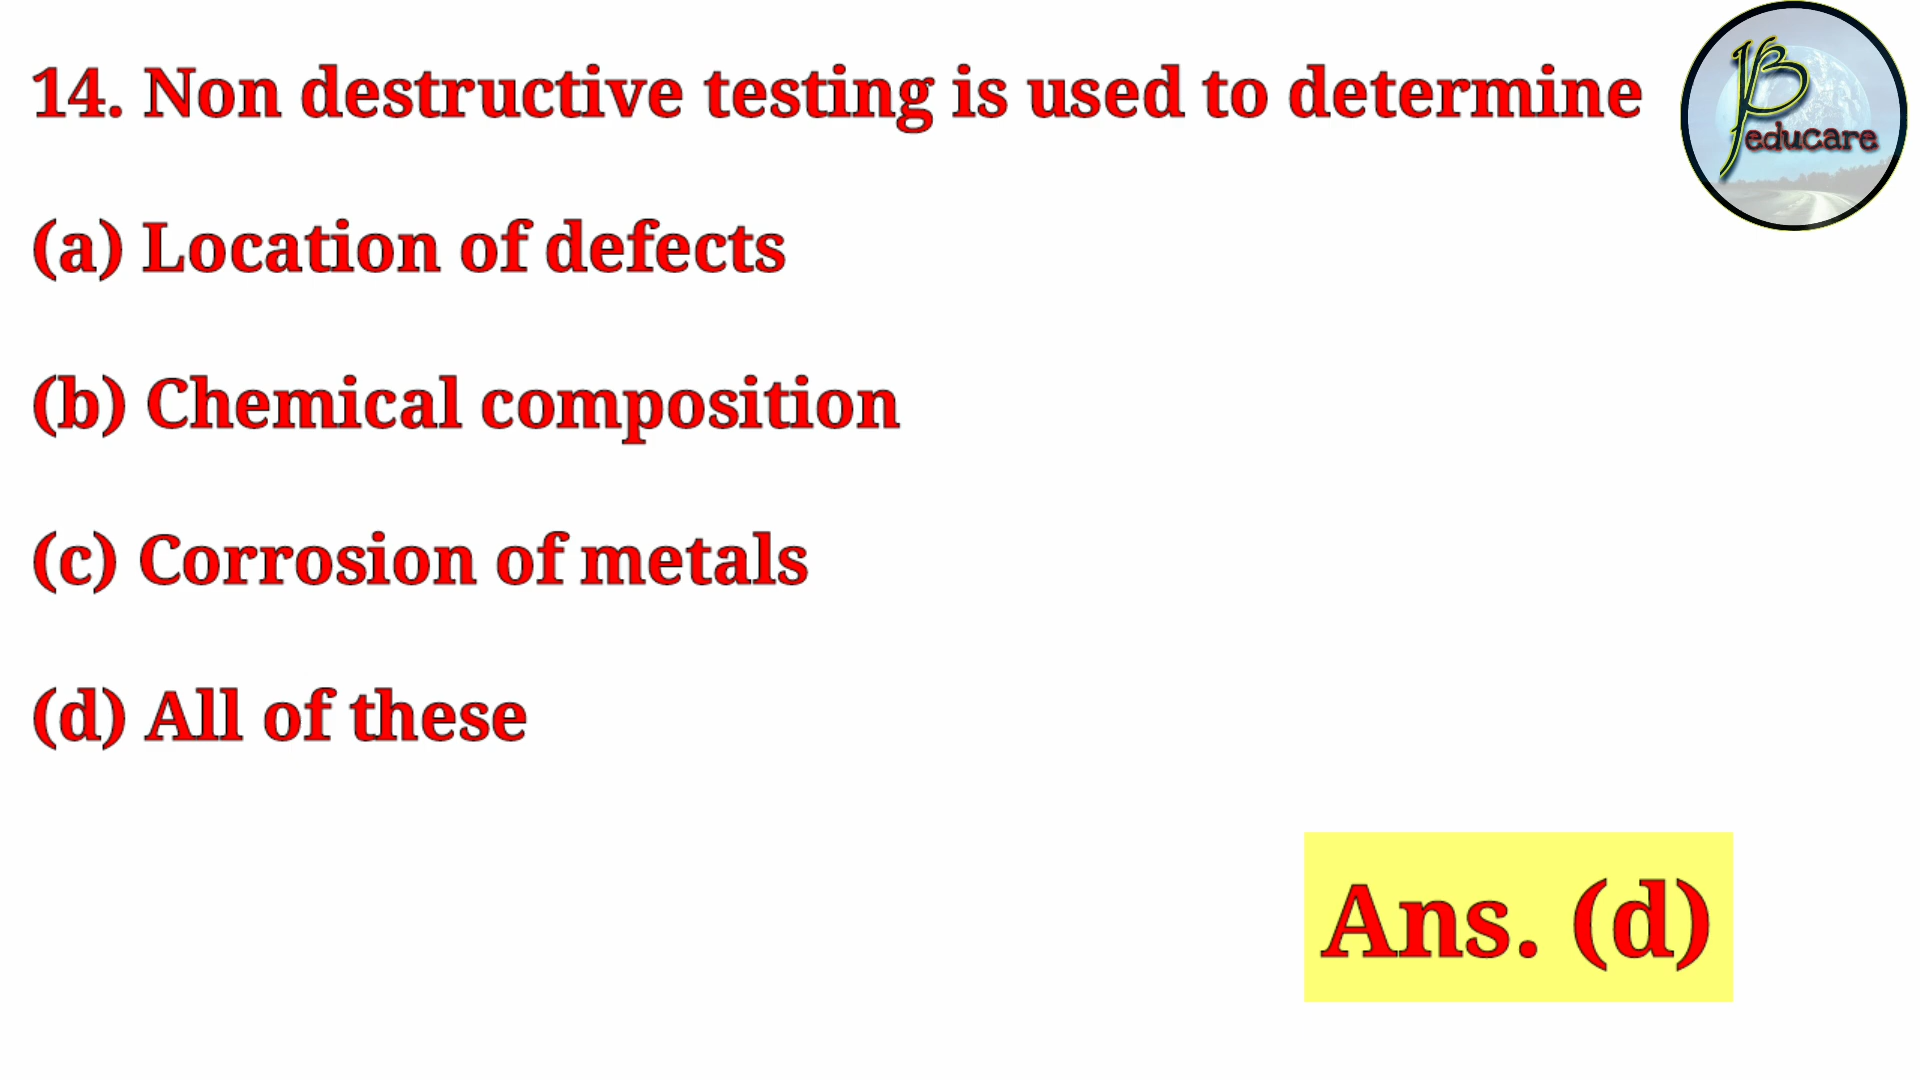 14. Non destructive testing is used to determine
(a) Location of defects
(b) Chemical composition
(c) Corrosion of metals
(d) All of these
Ans. (d)
educare